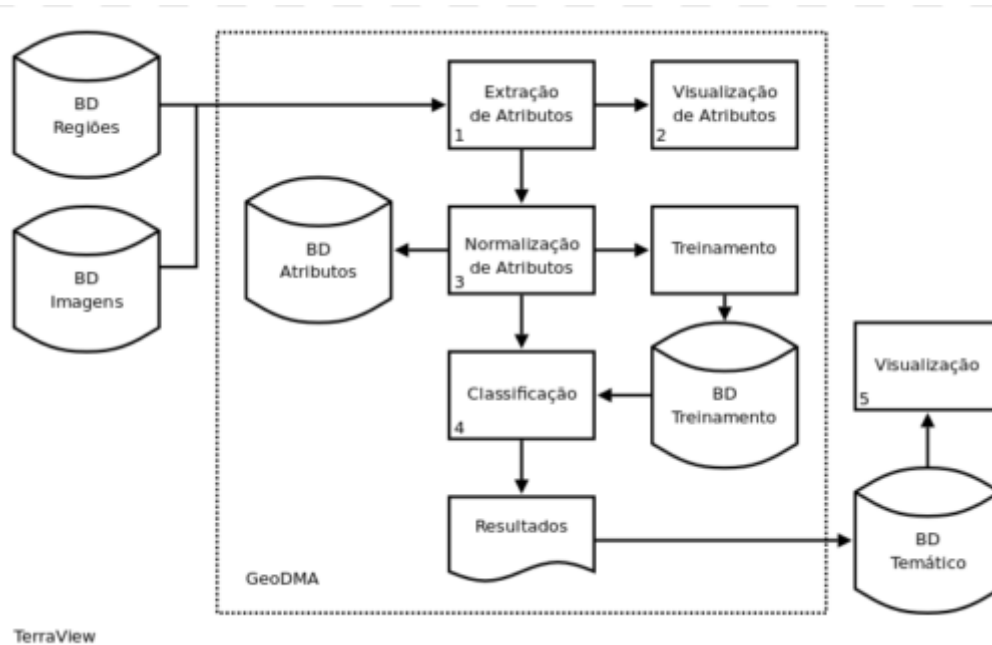 BD
Regiões
BD
Imagens
Extração
de Atributos
1
Visualização
de Atributos
2
BD
Atributos
Normalização
de Atributos
3
Treinamento
Classificação
4
BD
Treinamento
Visualização
5
Resultados
BD
Temático
GeoDMA
TerraView